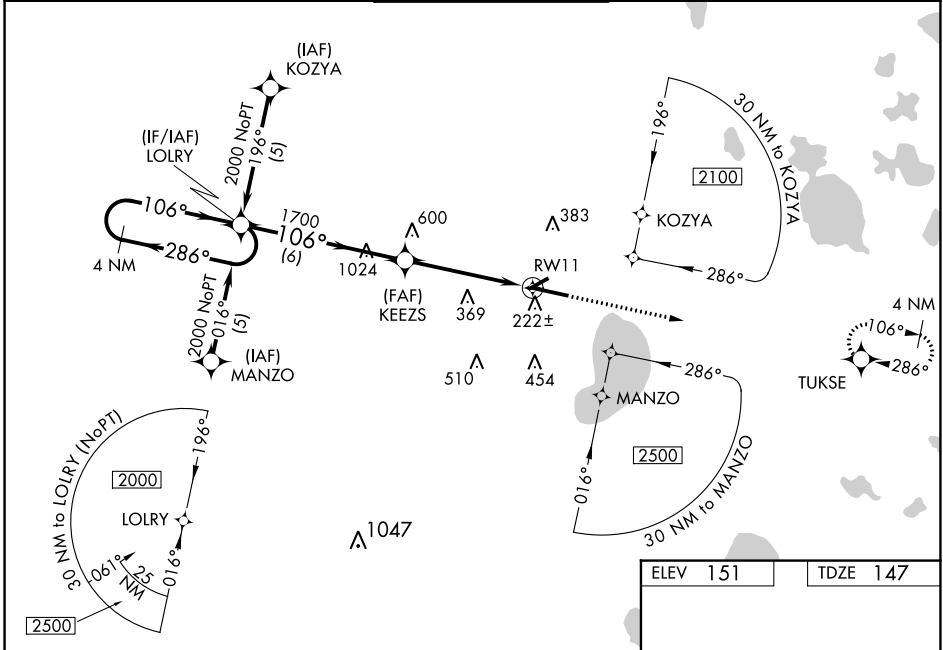 (IAF)
KOZYA
2000 NoPT
196°
(5)
(IF/IAF)
LOLRY
106°
286°
4 NM
1700
106°
(6)
1024
600
(FAF)
KEEZS
2000 NoPT
016°
(5)
(IAF)
MANZO
383
RW11
369
222±
510
454
196°
30 NM to KOZYA
2100
KOZYA
286°
4 NM
106°
286°
TUKSE
286°
MANZO
016°
2500
30 NM to MANZO
30 NM to LOLRY (NoPT)
196°
2000
LOLRY
016°
061°
25
NM
2500
1047
ELEV 151
TDZE 147